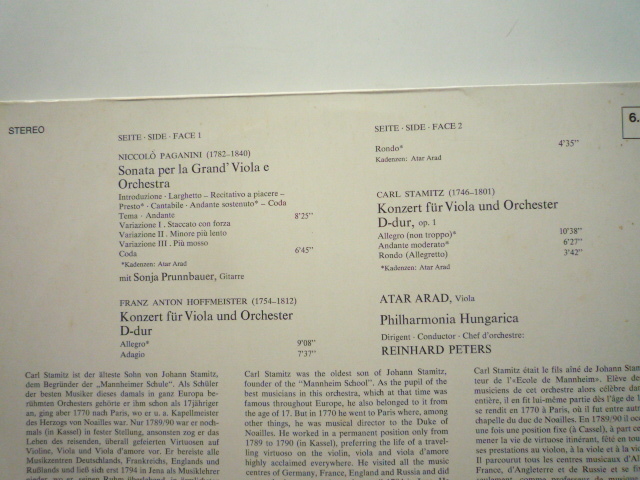 STEREO
SEITE · SIDE · FACE 1
NICCOLÒ PAGANINI (1782–1840)
Sonata per la Grand' Viola e
Orchestra
Introduzione · Larghetto – Recitativo a piacere –
Presto* · Cantabile · Andante sostenuto* – Coda
Tema · Andante 8'25"
Variazione I . Staccato con forza
Variazione II . Minore più lento
Variazione III . Più mosso
Coda 6'45"
*Kadenzen: Atar Arad
mit Sonja Prunnbauer, Gitarre
FRANZ ANTON HOFFMEISTER (1754–1812)
Konzert für Viola und Orchester
D-dur
Allegro* 9'08"
Adagio 7'37"
SEITE · SIDE · FACE 2
Rondo* 4'35"
Kadenzen: Atar Arad
CARL STAMITZ (1746–1801)
Konzert für Viola und Orchester
D-dur, op. 1
Allegro (non troppo)* 10'38"
Andante moderato* 6'27"
Rondo (Allegretto) 3'42"
*Kadenzen: Atar Arad
ATAR ARAD, Viola
Philharmonia Hungarica
Dirigent · Conductor · Chef d'orchestre:
REINHARD PETERS
6.
Carl Stamitz ist der älteste Sohn von Johann Stamitz,
dem Begründer der „Mannheimer Schule". Als Schüler
der besten Musiker dieses damals in ganz Europa be-
rühmten Orchesters gehörte er ihm schon als 17jähriger
an, ging aber 1770 nach Paris, wo er u. a. Kapellmeister
des Herzogs von Noailles war. Nur 1789/90 war er noch-
mals (in Kassel) in fester Stellung, ansonsten zog er das
Leben des reisenden, überall gefeierten Virtuosen auf
Violine, Viola und Viola d'amore vor. Er bereiste alle
Musikzentren Deutschlands, Frankreichs, Englands und
Rußlands und ließ sich erst 1794 in Jena als Musiklehrer
Carl Stamitz was the oldest son of Johann Stamitz,
founder of the "Mannheim School". As the pupil of the
best musicians in this orchestra, which at that time was
famous throughout Europe, he also belonged to it from
the age of 17. But in 1770 he went to Paris where, among
other things, he was musical director to the Duke of
Noailles. He worked in a permanent position only from
1789 to 1790 (in Kassel), preferring the life of a travel-
ling virtuoso on the violin, viola and viola d'amore
highly acclaimed everywhere. He visited all the music
centres of Germany, France, England and Russia and did
Carl Stamitz était le fils aîné de Johann Stamitz,
teur de l'«Ecole de Mannheim». Elève de
musiciens de cet orchestre alors célèbre da
entière, il en fit lui-même partie dès l'âge de 1
se rendit en 1770 à Paris, où il fut entre autr
chapelle du duc de Noailles. En 1789/90 il oc
une fois une position fixe (à Cassel), à part ce
mener la vie de virtuose itinérant, fêté en tou
ses prestations au violon, à la viole et à la vi
Il parcourut tous les centres musicaux d'Al
France, d'Angleterre et de Russie et se fi